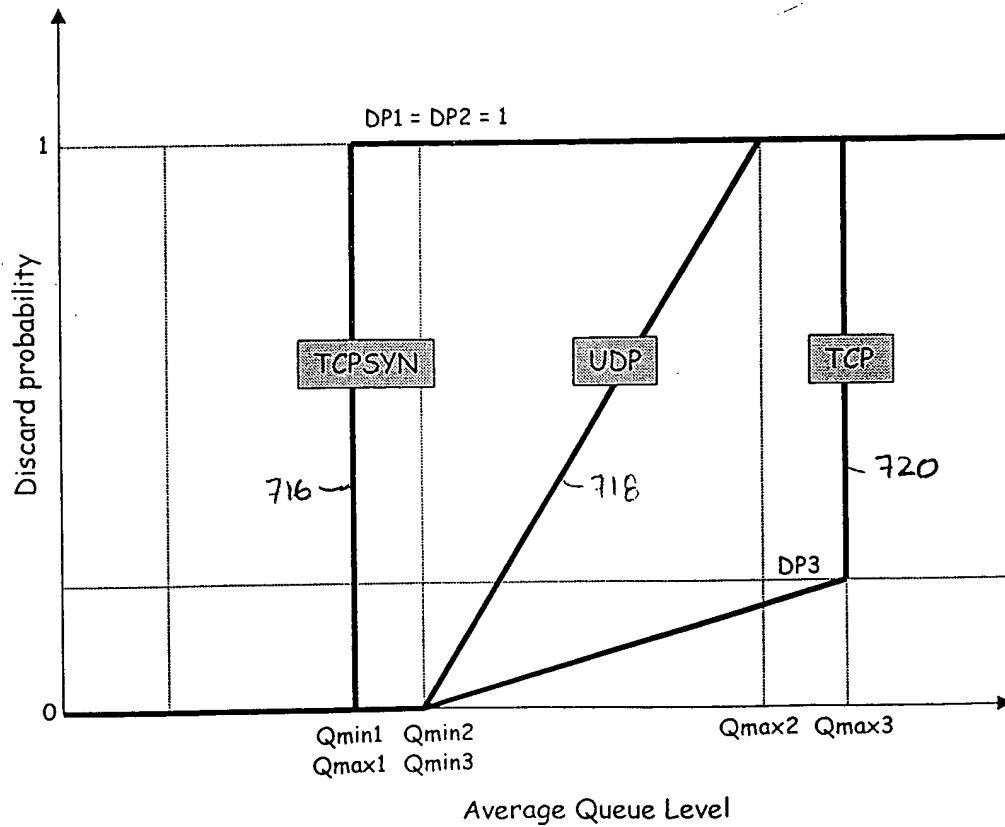 DP1 = DP2 = 1
1
Discard probability
TCPSYN
UDP
TCP
716
718
720
DP3
0
Qmin1 Qmin2 Qmax2 Qmax3
Qmax1 Qmin3
Average Queue Level